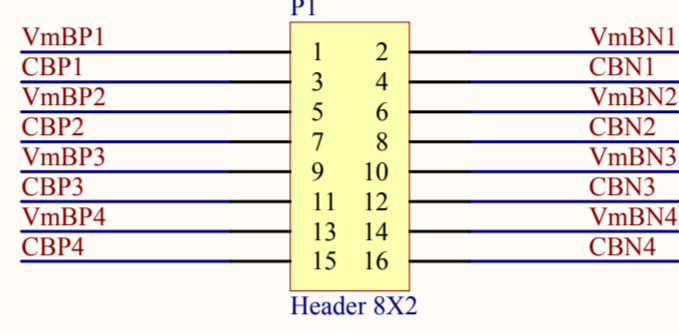 P1
VmBP1 1 2 VmBN1
CBP1 3 4 CBN1
VmBP2 5 6 VmBN2
CBP2 7 8 CBN2
VmBP3 9 10 VmBN3
CBP3 11 12 CBN3
VmBP4 13 14 VmBN4
CBP4 15 16 CBN4
Header 8X2